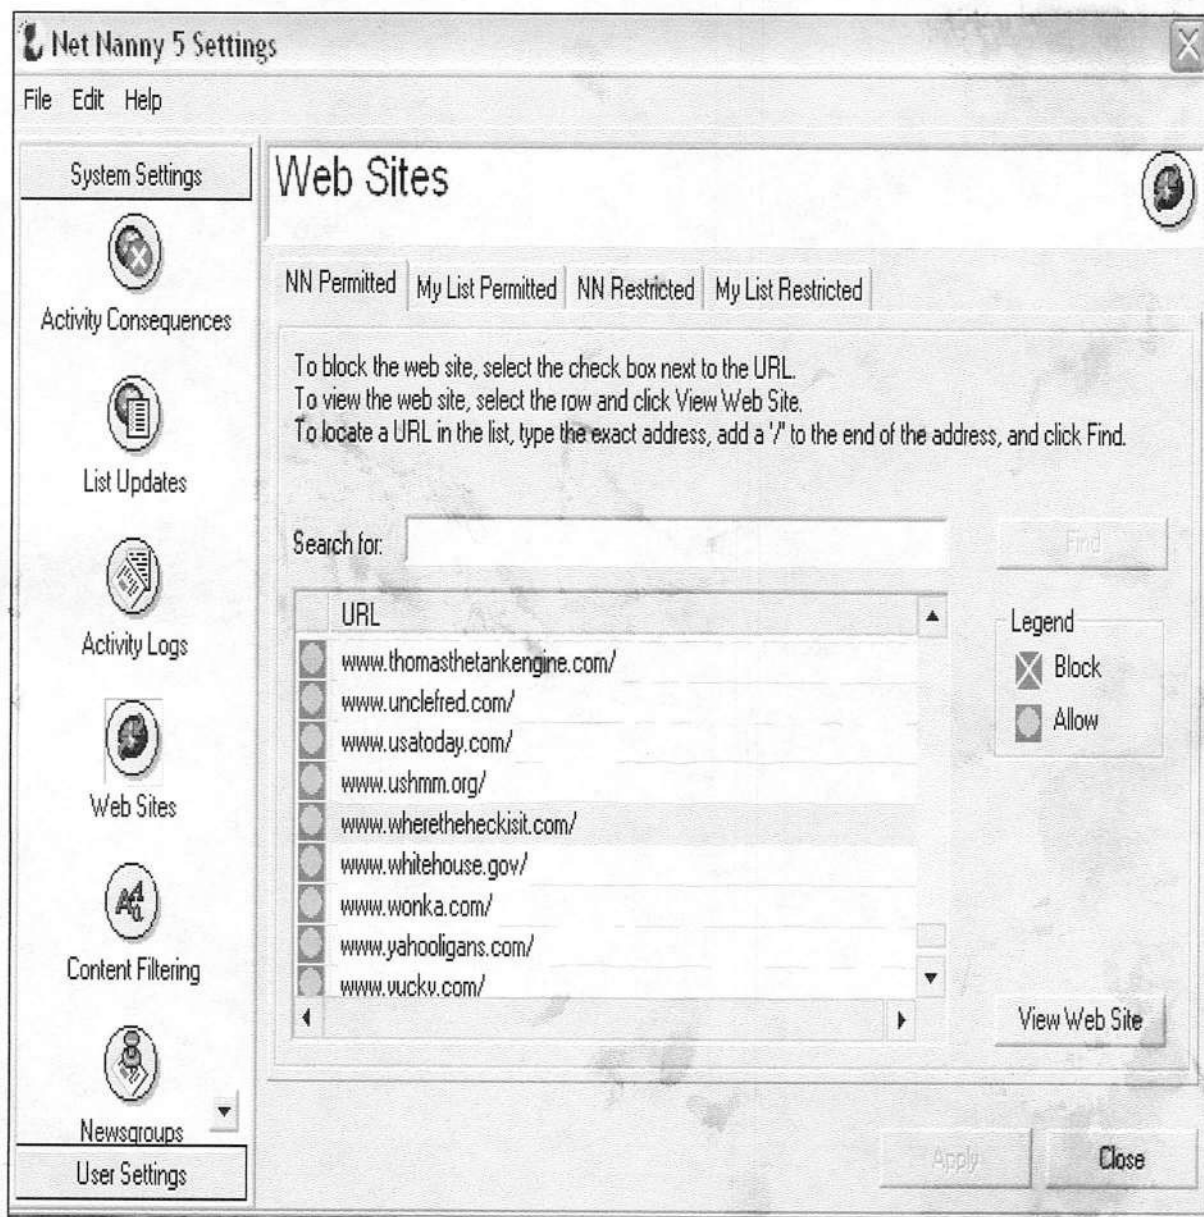 Net Nanny 5 Settings
File Edit Help
System Settings
Activity Consequences
List Updates
Activity Logs
Web Sites
Content Filtering
Newsgroups
User Settings
Web Sites
NN Permitted My List Permitted NN Restricted My List Restricted
To block the web site, select the check box next to the URL.
To view the web site, select the row and click View Web Site.
To locate a URL in the list, type the exact address, add a '/' to the end of the address, and click Find.
Search for: Find
URL
www.thomasthetankengine.com/
www.unclefred.com/
www.usatoday.com/
www.ushmm.org/
www.wheretheheckisit.com/
www.whitehouse.gov/
www.wonka.com/
www.yahooligans.com/
www.yucky.com/
Legend
Block
Allow
View Web Site
Apply Close